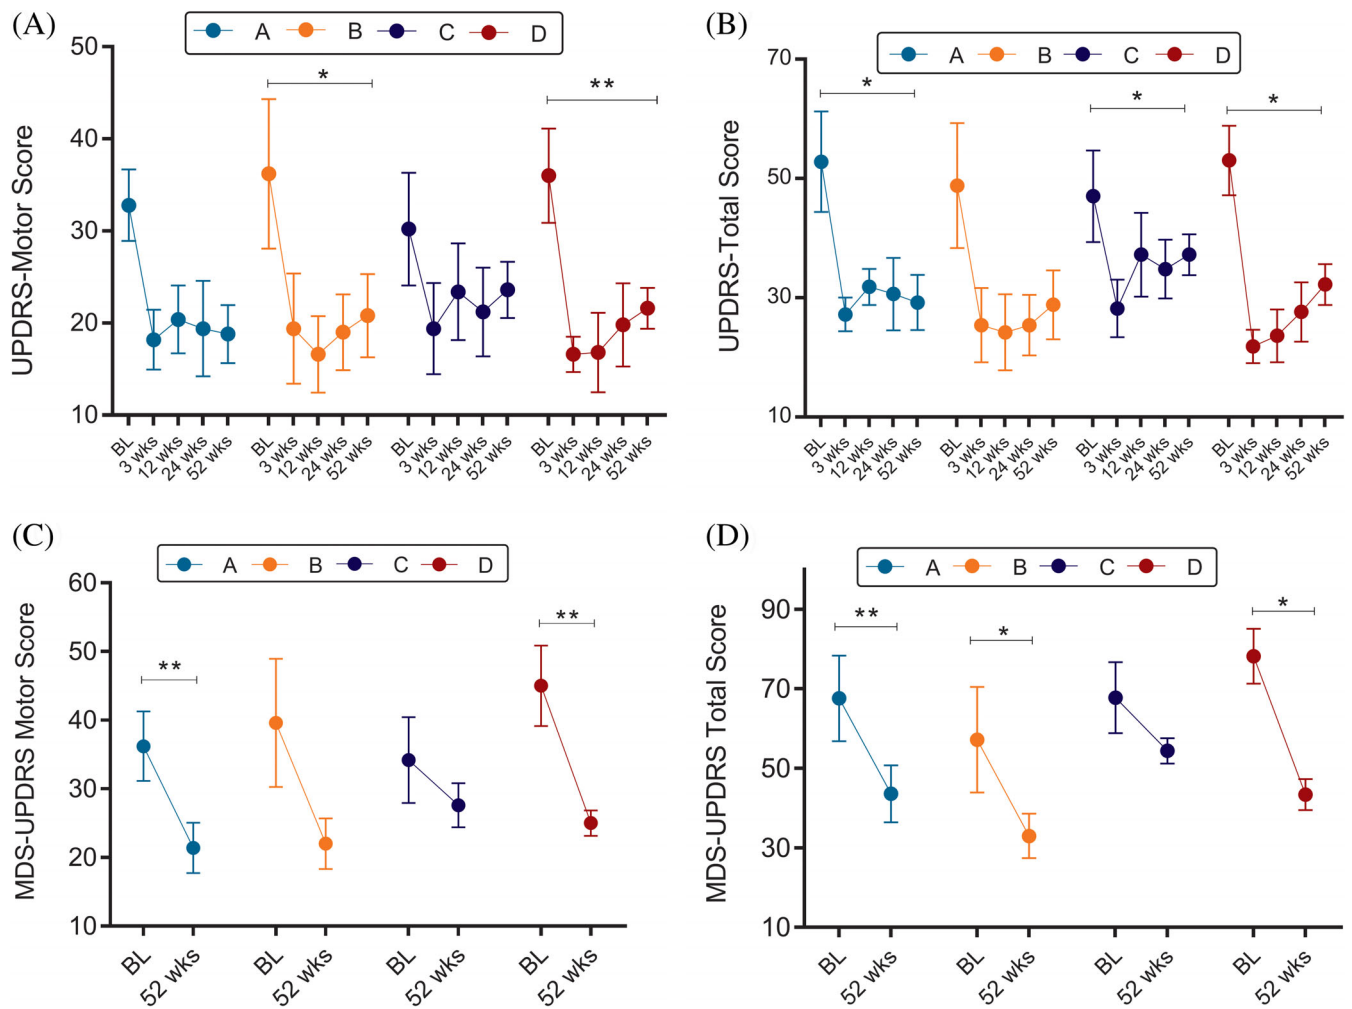 (A)
A B C D
UPDRS-Motor Score
50
40
30
20
10
* **
BL 3 wks 12 wks 24 wks 52 wks BL 3 wks 12 wks 24 wks 52 wks BL 3 wks 12 wks 24 wks 52 wks BL 3 wks 12 wks 24 wks 52 wks
(B)
A B C D
UPDRS-Total Score
70
50
30
10
* * *
BL 3 wks 12 wks 24 wks 52 wks BL 3 wks 12 wks 24 wks 52 wks BL 3 wks 12 wks 24 wks 52 wks BL 3 wks 12 wks 24 wks 52 wks
(C)
A B C D
MDS-UPDRS Motor Score
60
50
40
30
20
10
** **
BL 52 wks BL 52 wks BL 52 wks BL 52 wks
(D)
A B C D
MDS-UPDRS Total Score
90
70
50
30
10
** * *
BL 52 wks BL 52 wks BL 52 wks BL 52 wks